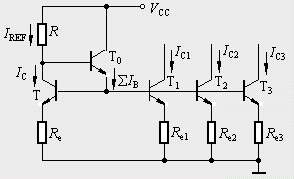 V_CC
I_REF R I_C1 I_C2 I_C3
T_0
I_C ΣI_B T_1 T_2 T_3
T
R_e R_e1 R_e2 R_e3